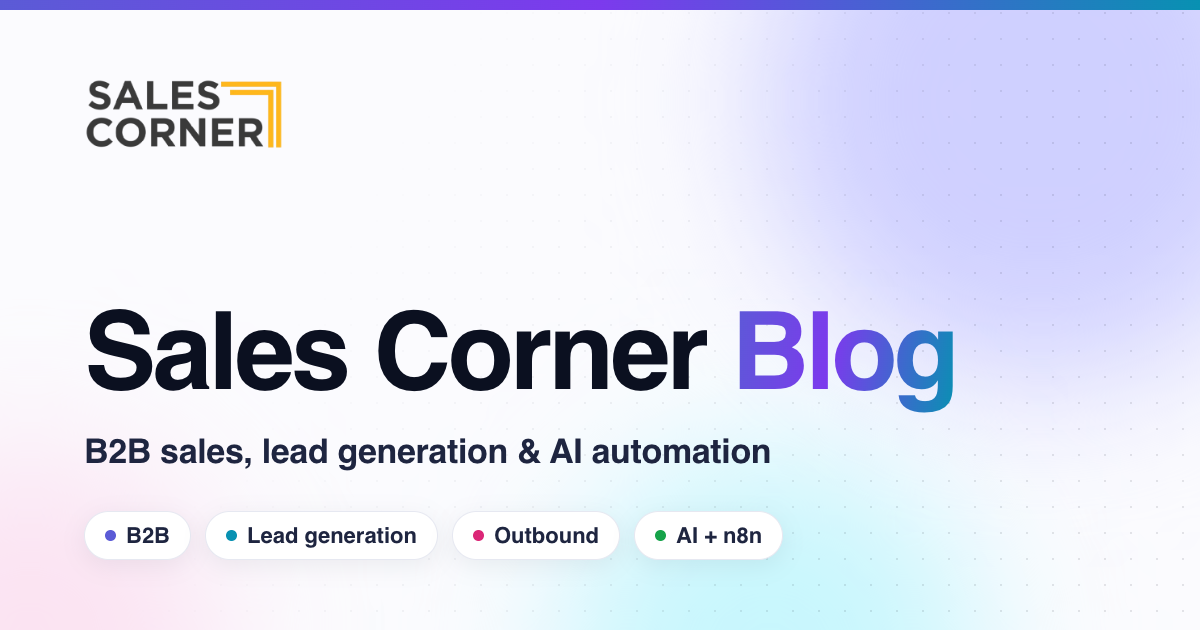 SALES
CORNER
Sales Corner Blog
B2B sales, lead generation & AI automation
B2B
Lead generation
Outbound
AI + n8n